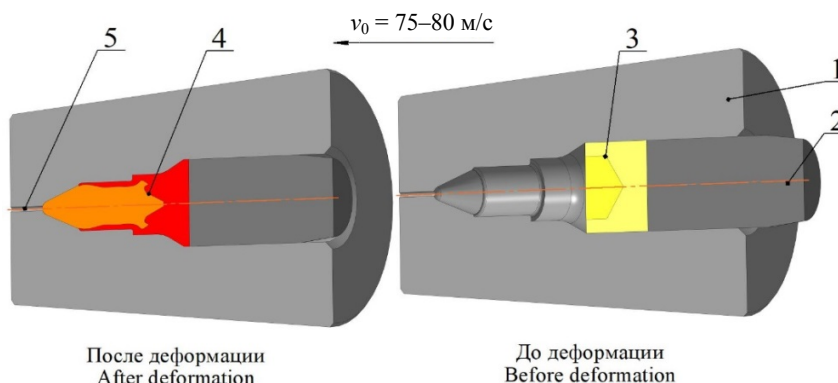 5
4
v₀ = 75–80 м/с
3
1
2
После деформации
After deformation
До деформации
Before deformation